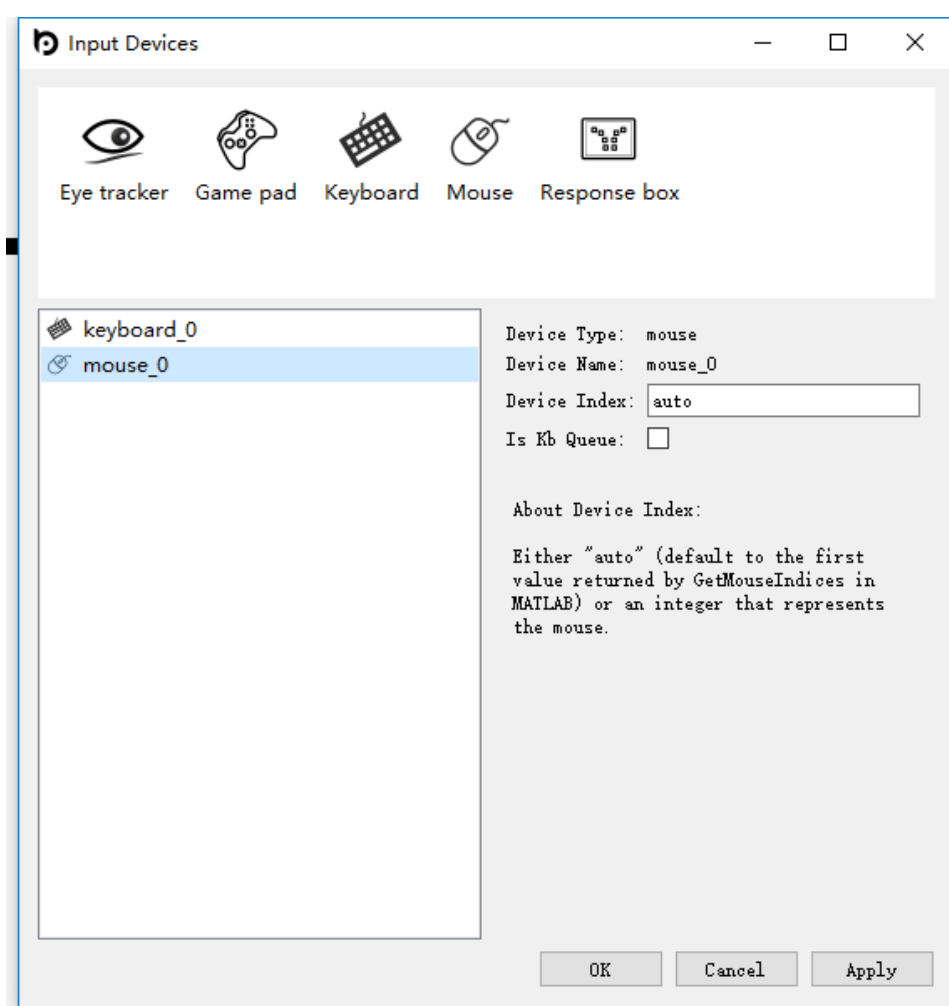 Input Devices
Eye tracker Game pad Keyboard Mouse Response box
keyboard_0
mouse_0
Device Type: mouse
Device Name: mouse_0
Device Index: auto
Is Kb Queue:
About Device Index:
Either "auto" (default to the first
value returned by GetMouseIndices in
MATLAB) or an integer that represents
the mouse.
OK Cancel Apply